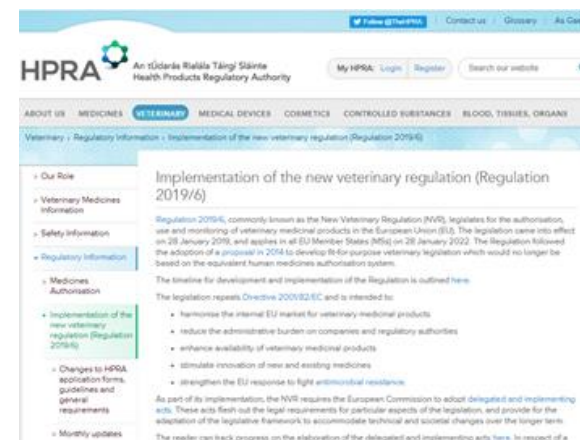 Follow @TheHPRA Contact us Glossary As Gae
HPRA
An tÚdarás Rialála Táirgí Sláinte
Health Products Regulatory Authority
My HPRA: Login Register Search our website
ABOUT US MEDICINES VETERINARY MEDICAL DEVICES COSMETICS CONTROLLED SUBSTANCES BLOOD, TISSUES, ORGANS
Veterinary > Regulatory Information > Implementation of the new veterinary regulation (Regulation 2019/6)
Our Role
Veterinary Medicines
Information
Safety Information
Regulatory Information
Medicines
Authorisation
Implementation of the
new veterinary
regulation (Regulation
2019/6)
Changes to HPRA
application forms,
guidelines and
general
requirements
Monthly updates
Implementation of the new veterinary regulation (Regulation
2019/6)
Regulation 2019/6, commonly known as the New Veterinary Regulation (NVR), legislates for the authorisation,
use and monitoring of veterinary medicinal products in the European Union (EU). The legislation came into effect
on 28 January 2019, and applies in all EU Member States (MSs) on 28 January 2022. The Regulation followed
the adoption of a proposal in 2014 to develop fit-for-purpose veterinary legislation which would no longer be
based on the equivalent human medicines authorisation system.
The timeline for development and implementation of the Regulation is outlined here.
The legislation repeals Directive 2001/82/EC and is intended to:
• harmonise the internal EU market for veterinary medicinal products
• reduce the administrative burden on companies and regulatory authorities
• enhance availability of veterinary medicinal products
• stimulate innovation of new and existing medicines
• strengthen the EU response to fight antimicrobial resistance.
As part of its implementation, the NVR requires the European Commission to adopt delegated and implementing
acts. These acts flesh out the legal requirements for particular aspects of the legislation, and provide for the
adaptation of the legislative framework to accommodate technical and societal changes over the longer term.
The reader can track progress on the elaboration of the delegated and implementing acts here. In respect of a